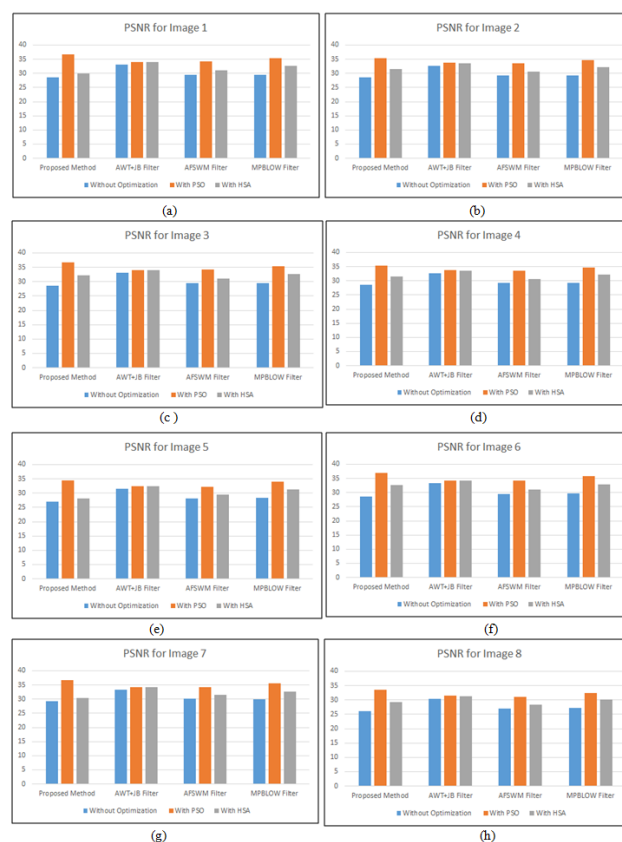 PSNR for Image 1
40
35
30
25
20
15
10
5
0
Proposed Method AWT+JB Filter AFSWM Filter MPBLOW Filter
Without Optimization With PSO With HSA
(a)
PSNR for Image 2
40
35
30
25
20
15
10
5
0
Proposed Method AWT+JB Filter AFSWM Filter MPBLOW Filter
Without Optimization With PSO With HSA
(b)
PSNR for Image 3
40
35
30
25
20
15
10
5
0
Proposed Method AWT+JB Filter AFSWM Filter MPBLOW Filter
Without Optimization With PSO With HSA
(c )
PSNR for Image 4
40
35
30
25
20
15
10
5
0
Proposed Method AWT+JB Filter AFSWM Filter MPBLOW Filter
Without Optimization With PSO With HSA
(d)
PSNR for Image 5
40
35
30
25
20
15
10
5
0
Proposed Method AWT+JB Filter AFSWM Filter MPBLOW Filter
Without Optimization With PSO With HSA
(e)
PSNR for Image 6
40
35
30
25
20
15
10
5
0
Proposed Method AWT+JB Filter AFSWM Filter MPBLOW Filter
Without Optimization With PSO With HSA
(f)
PSNR for Image 7
40
35
30
25
20
15
10
5
0
Proposed Method AWT+JB Filter AFSWM Filter MPBLOW Filter
Without Optimization With PSO With HSA
(g)
PSNR for Image 8
40
35
30
25
20
15
10
5
0
Proposed Method AWT+JB Filter AFSWM Filter MPBLOW Filter
Without Optimization With PSO With HSA
(h)